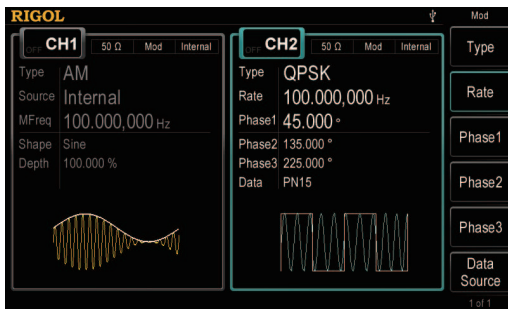 RIGOL
Mod
OFF CH1 50 Ω Mod Internal
Type AM
Source Internal
MFreq 100.000,000 Hz
Shape Sine
Depth 100.000 %
OFF CH2 50 Ω Mod Internal
Type QPSK
Rate 100.000,000 Hz
Phase1 45.000 °
Phase2 135.000 °
Phase3 225.000 °
Data PN15
Type
Rate
Phase1
Phase2
Phase3
Data
Source
1 of 1